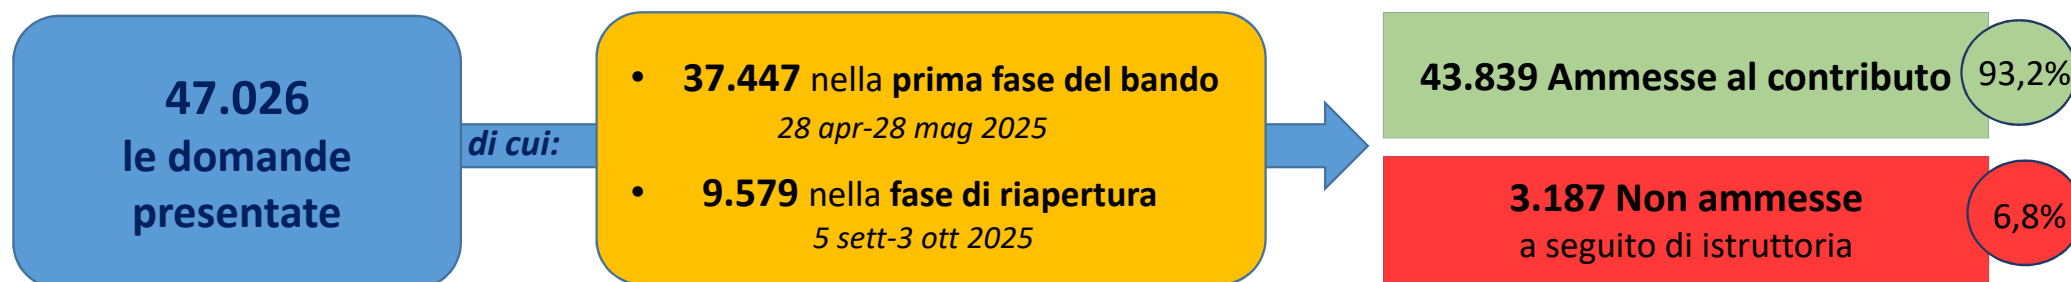 47.026
le domande
presentate
di cui:
• 37.447 nella prima fase del bando
28 apr-28 mag 2025
• 9.579 nella fase di riapertura
5 sett-3 ott 2025
43.839 Ammesse al contributo
93,2%
3.187 Non ammesse
a seguito di istruttoria
6,8%